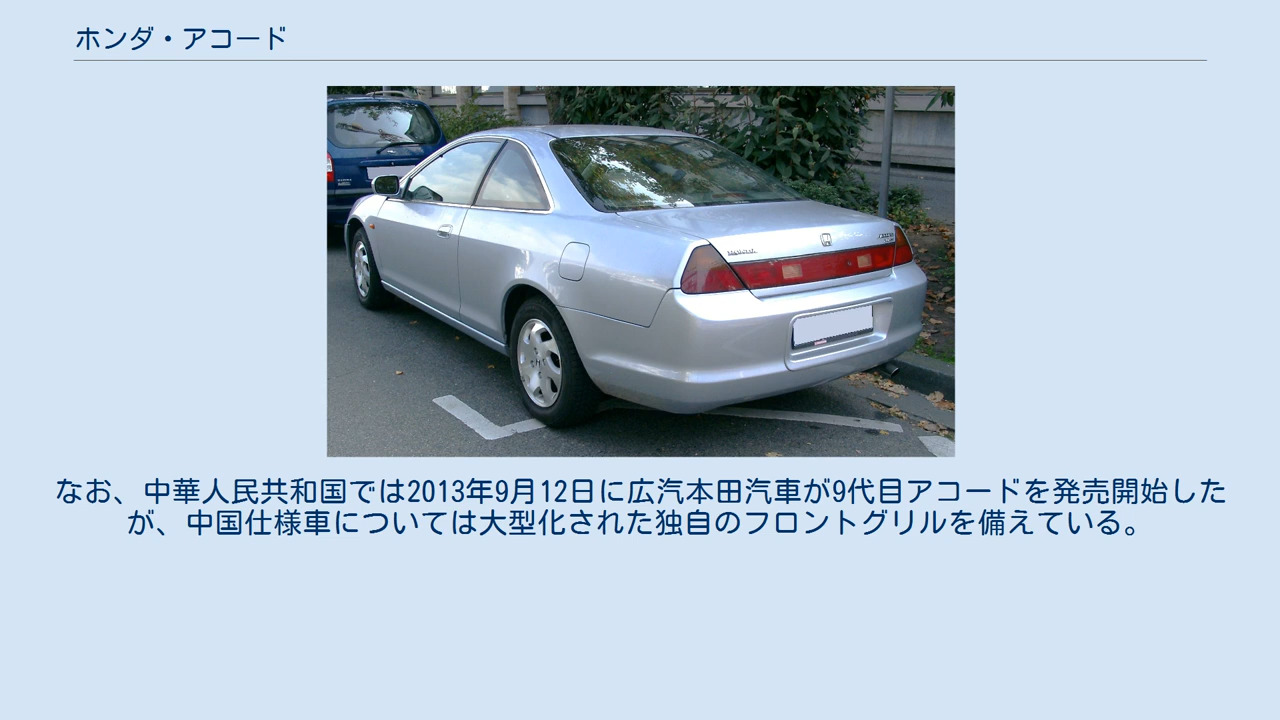 ホンダ・アコード
なお、中華人民共和国では2013年9月12日に広汽本田汽車が9代目アコードを発売開始した
が、中国仕様車については大型化された独自のフロントグリルを備えている。